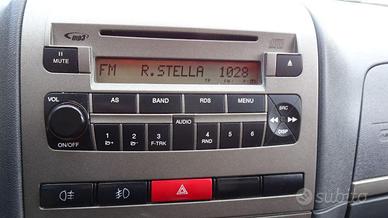 mp3
MUTE
FM R.STELLA 1028
TP
VOL
AS BAND RDS MENU
SRC
AUDIO
DISP
1 2 3 4 5 6
F-TRK RND
ON/OFF
subito